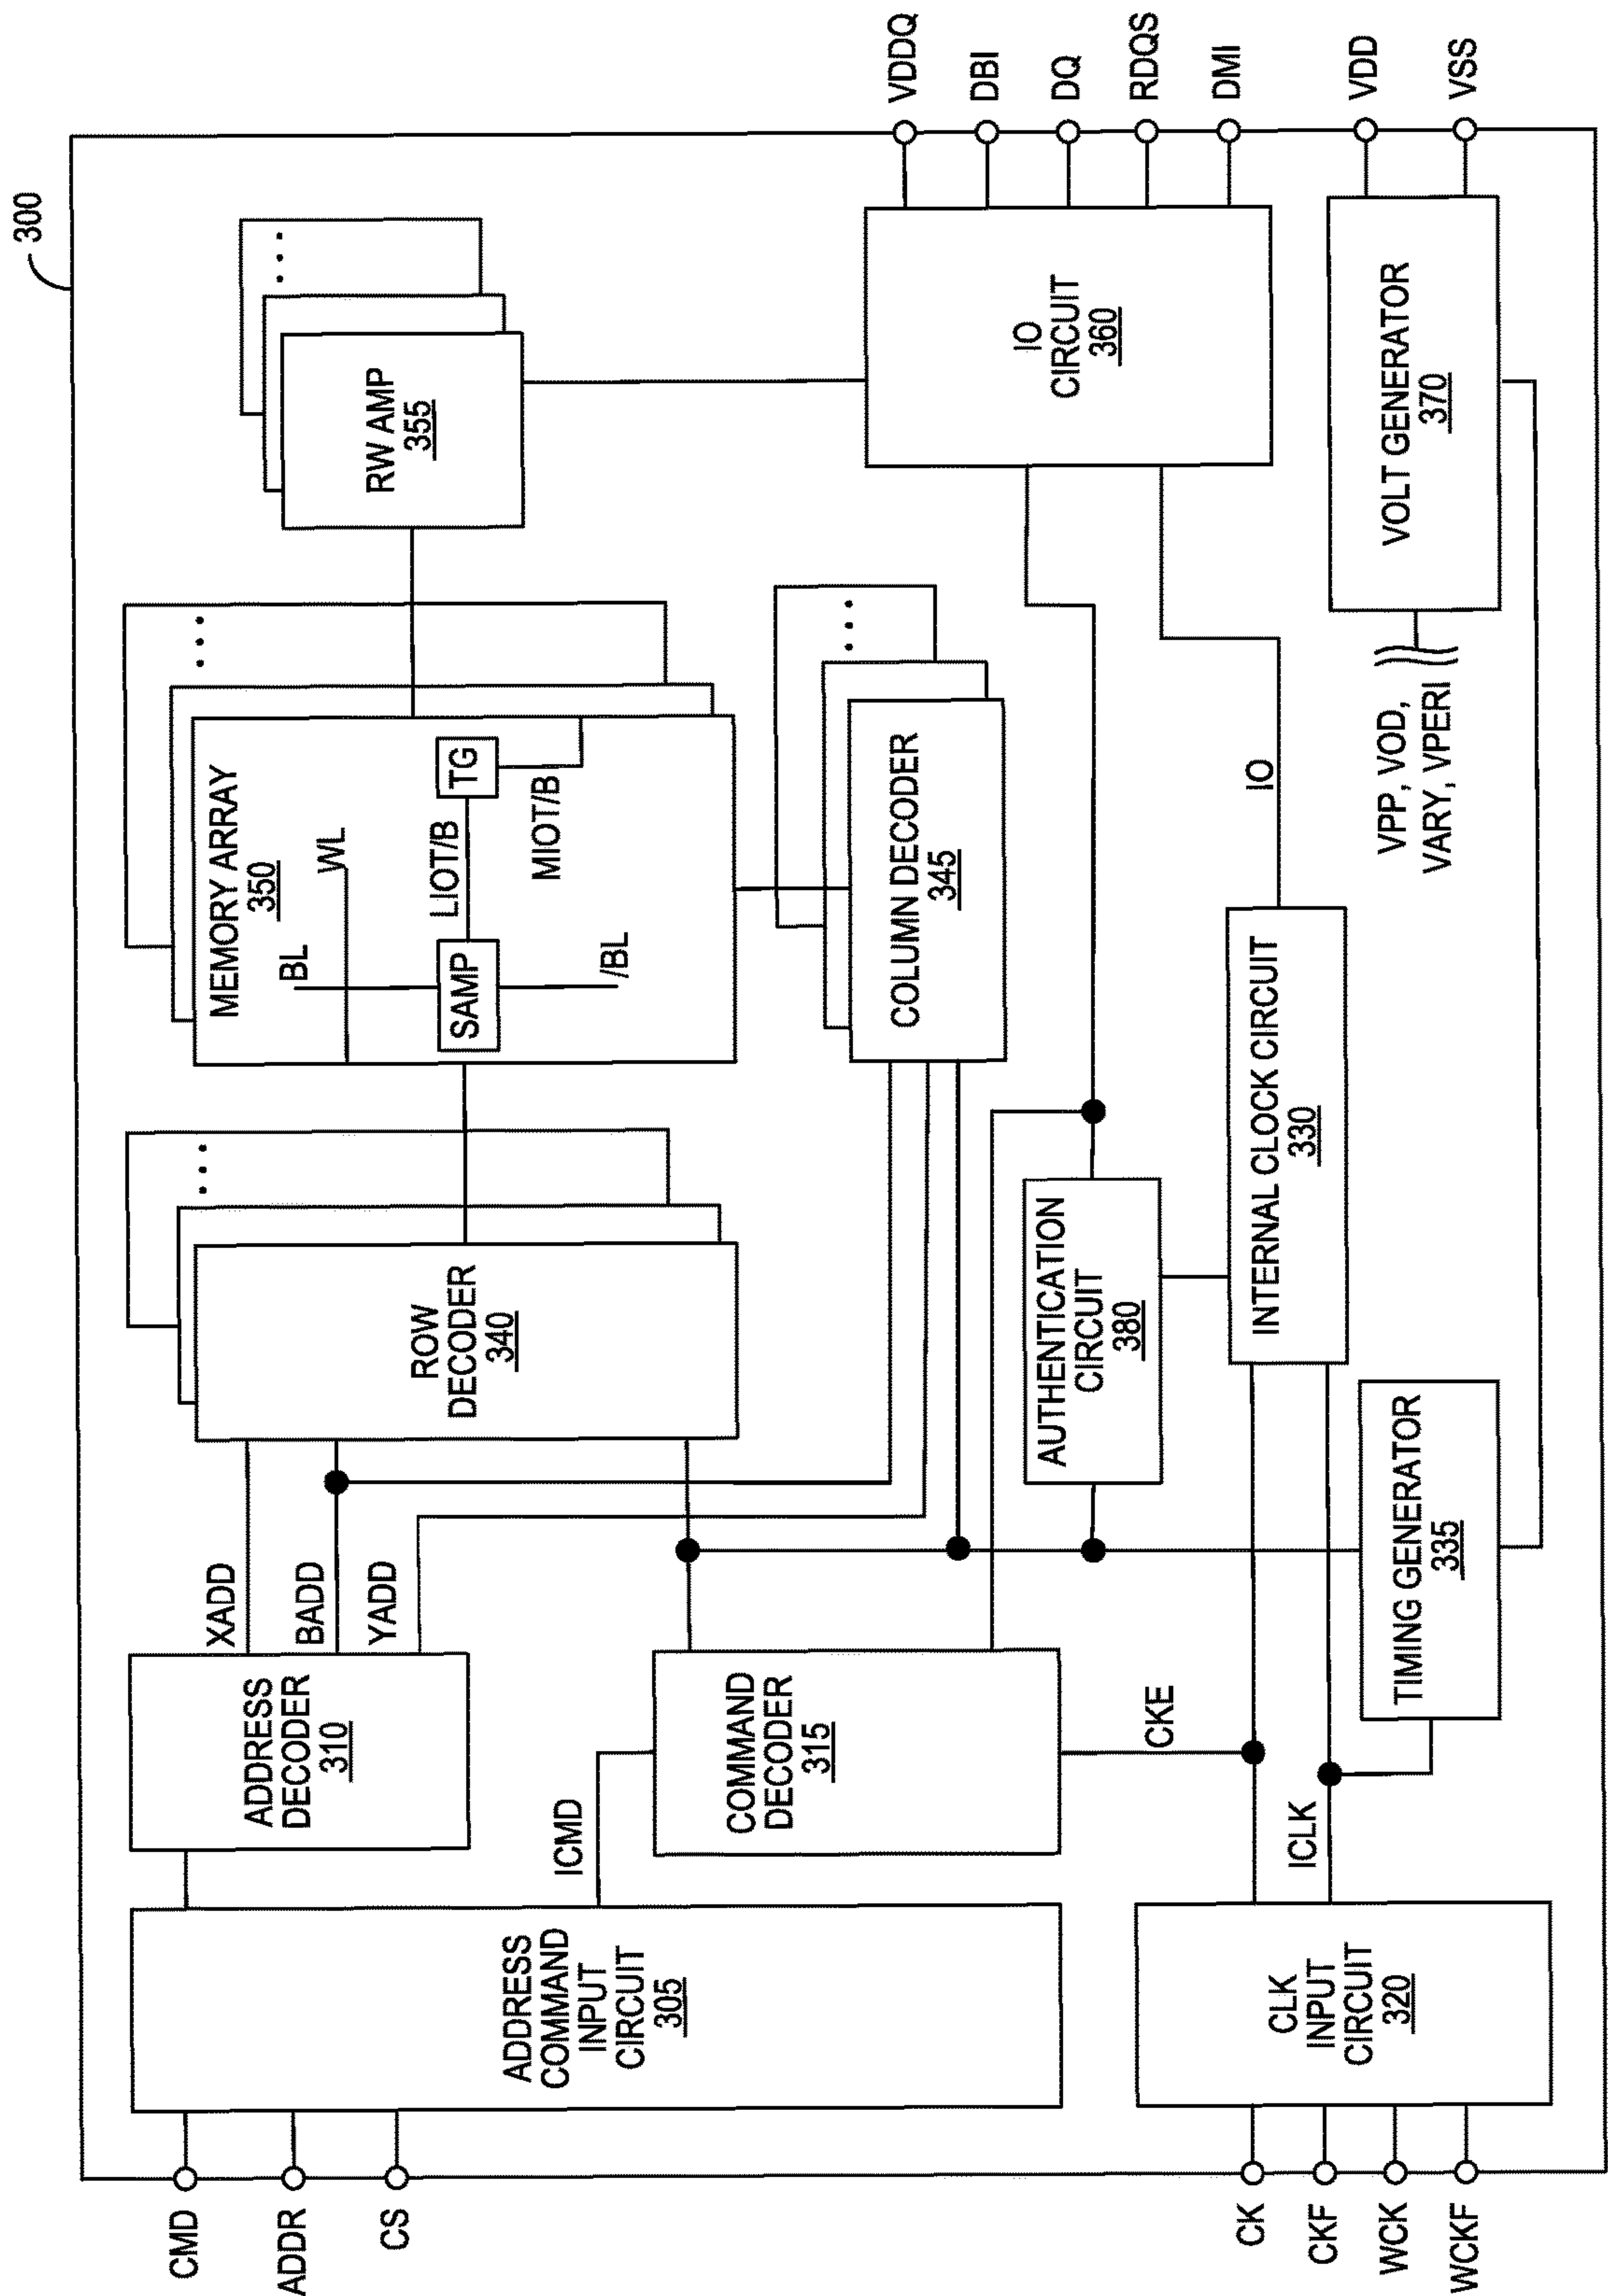 300
CMD
ADDR
CS
CK
CKF
WCK
WCKF
ADDRESS
COMMAND
INPUT
CIRCUIT
305
CLK
INPUT
CIRCUIT
320
ADDRESS
DECODER
310
ICMD
COMMAND
DECODER
315
CKE
ICLK
XADD
BADD
YADD
TIMING GENERATOR
335
ROW
DECODER
340
...
AUTHENTICATION
CIRCUIT
380
INTERNAL CLOCK CIRCUIT
330
IO
MEMORY ARRAY
350
BL
WL
SAMP
/BL
LIOT/B
TG
MIOT/B
...
COLUMN DECODER
345
...
RW AMP
355
...
IO
CIRCUIT
360
VOLT GENERATOR
370
VPP, VOD,
VARY, VPERI
VDDQ
DBI
DQ
RDQS
DMI
VDD
VSS